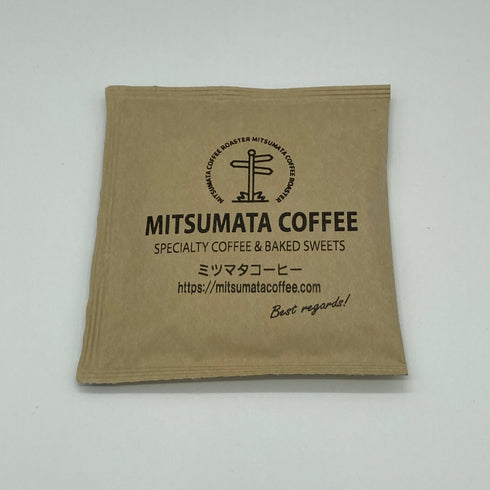 MITSUMATA COFFEE ROASTER MITSUMATA COFFEE ROASTER
MITSUMATA COFFEE
SPECIALTY COFFEE & BAKED SWEETS
ミツマタコーヒー
https://mitsumatacoffee.com
Best regards!